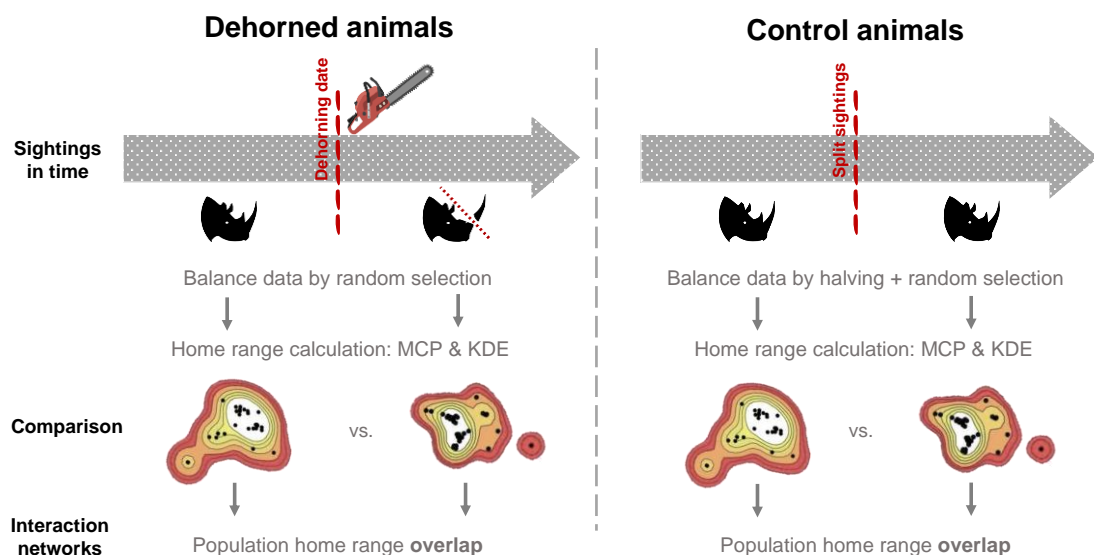 Dehorned animals
Control animals
Sightings
in time
Dehorning date
Split sightings
Balance data by random selection
Balance data by halving + random selection
Home range calculation: MCP & KDE
Home range calculation: MCP & KDE
Comparison
vs.
vs.
Interaction
networks
Population home range overlap
Population home range overlap